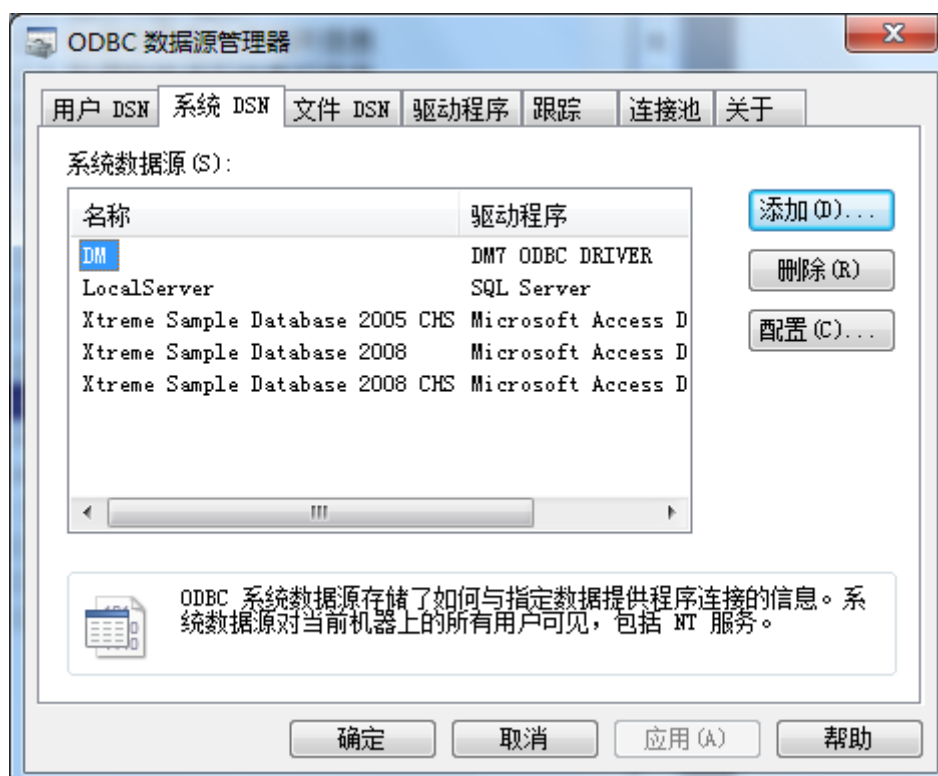 ODBC 数据源管理器
用户 DSN 系统 DSN 文件 DSN 驱动程序 跟踪 连接池 关于
系统数据源(S):
名称 驱动程序 添加(D)...
DM DM7 ODBC DRIVER 删除(R)
LocalServer SQL Server
Xtreme Sample Database 2005 CHS Microsoft Access D 配置(C)...
Xtreme Sample Database 2008 Microsoft Access D
Xtreme Sample Database 2008 CHS Microsoft Access D
ODBC 系统数据源存储了如何与指定数据提供程序连接的信息。系
统数据源对当前机器上的所有用户可见，包括 NT 服务。
确定 取消 应用(A) 帮助